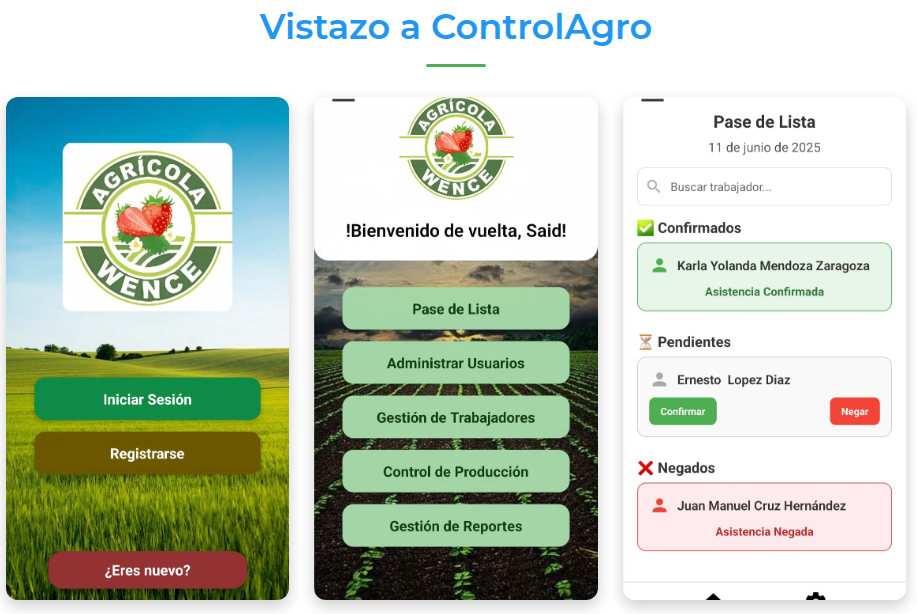 Vistazo a ControlAgro
AGRÍCOLA
WENCE
Iniciar Sesión
Registrarse
¿Eres nuevo?
AGRÍCOLA
WENCE
!Bienvenido de vuelta, Said!
Pase de Lista
Administrar Usuarios
Gestión de Trabajadores
Control de Producción
Gestión de Reportes
Pase de Lista
11 de junio de 2025
Buscar trabajador...
Confirmados
Karla Yolanda Mendoza Zaragoza
Asistencia Confirmada
Pendientes
Ernesto Lopez Diaz
Confirmar Negar
Negados
Juan Manuel Cruz Hernández
Asistencia Negada